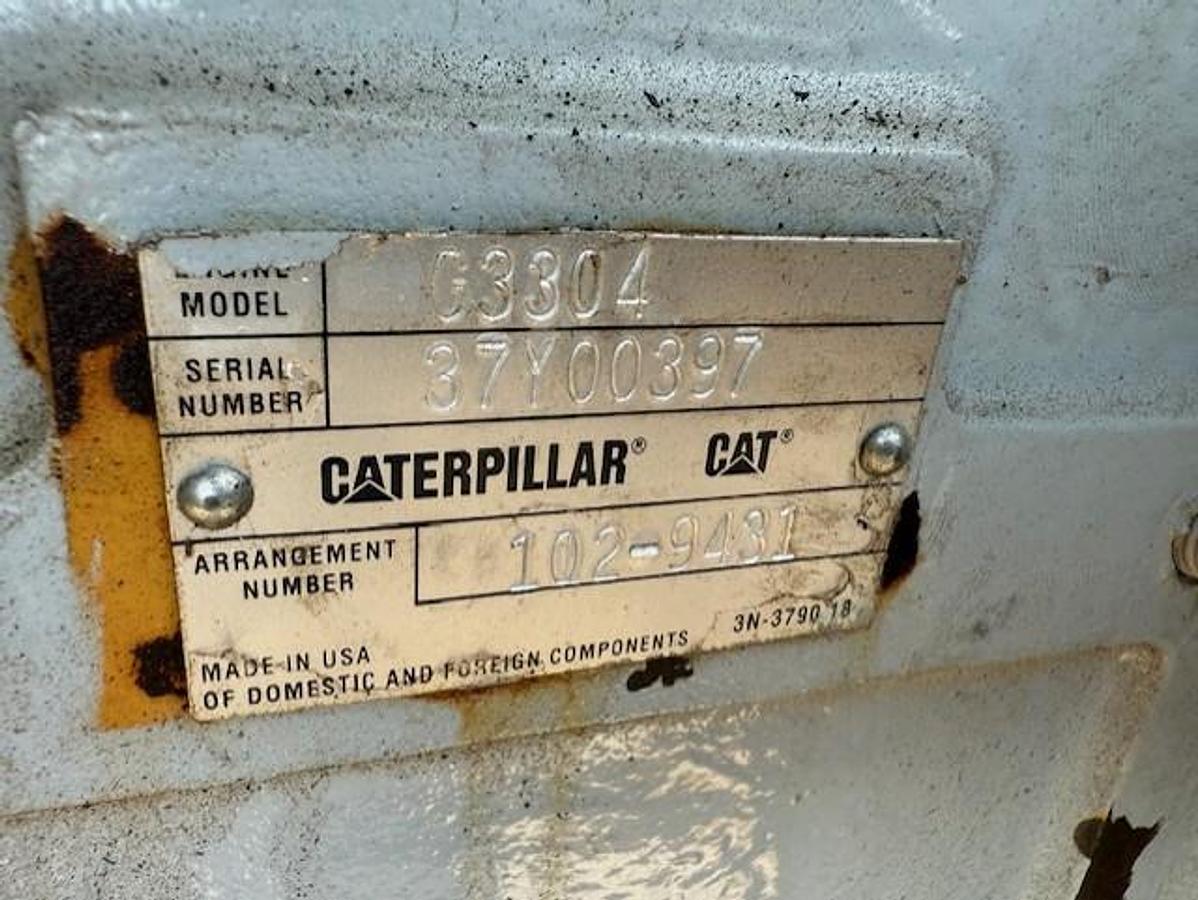 ENGINE
MODEL
G3304
SERIAL
NUMBER
37Y00397
CATERPILLAR® CAT®
ARRANGEMENT
NUMBER
102-9431
3N-3790 18
MADE IN USA
OF DOMESTIC AND FOREIGN COMPONENTS